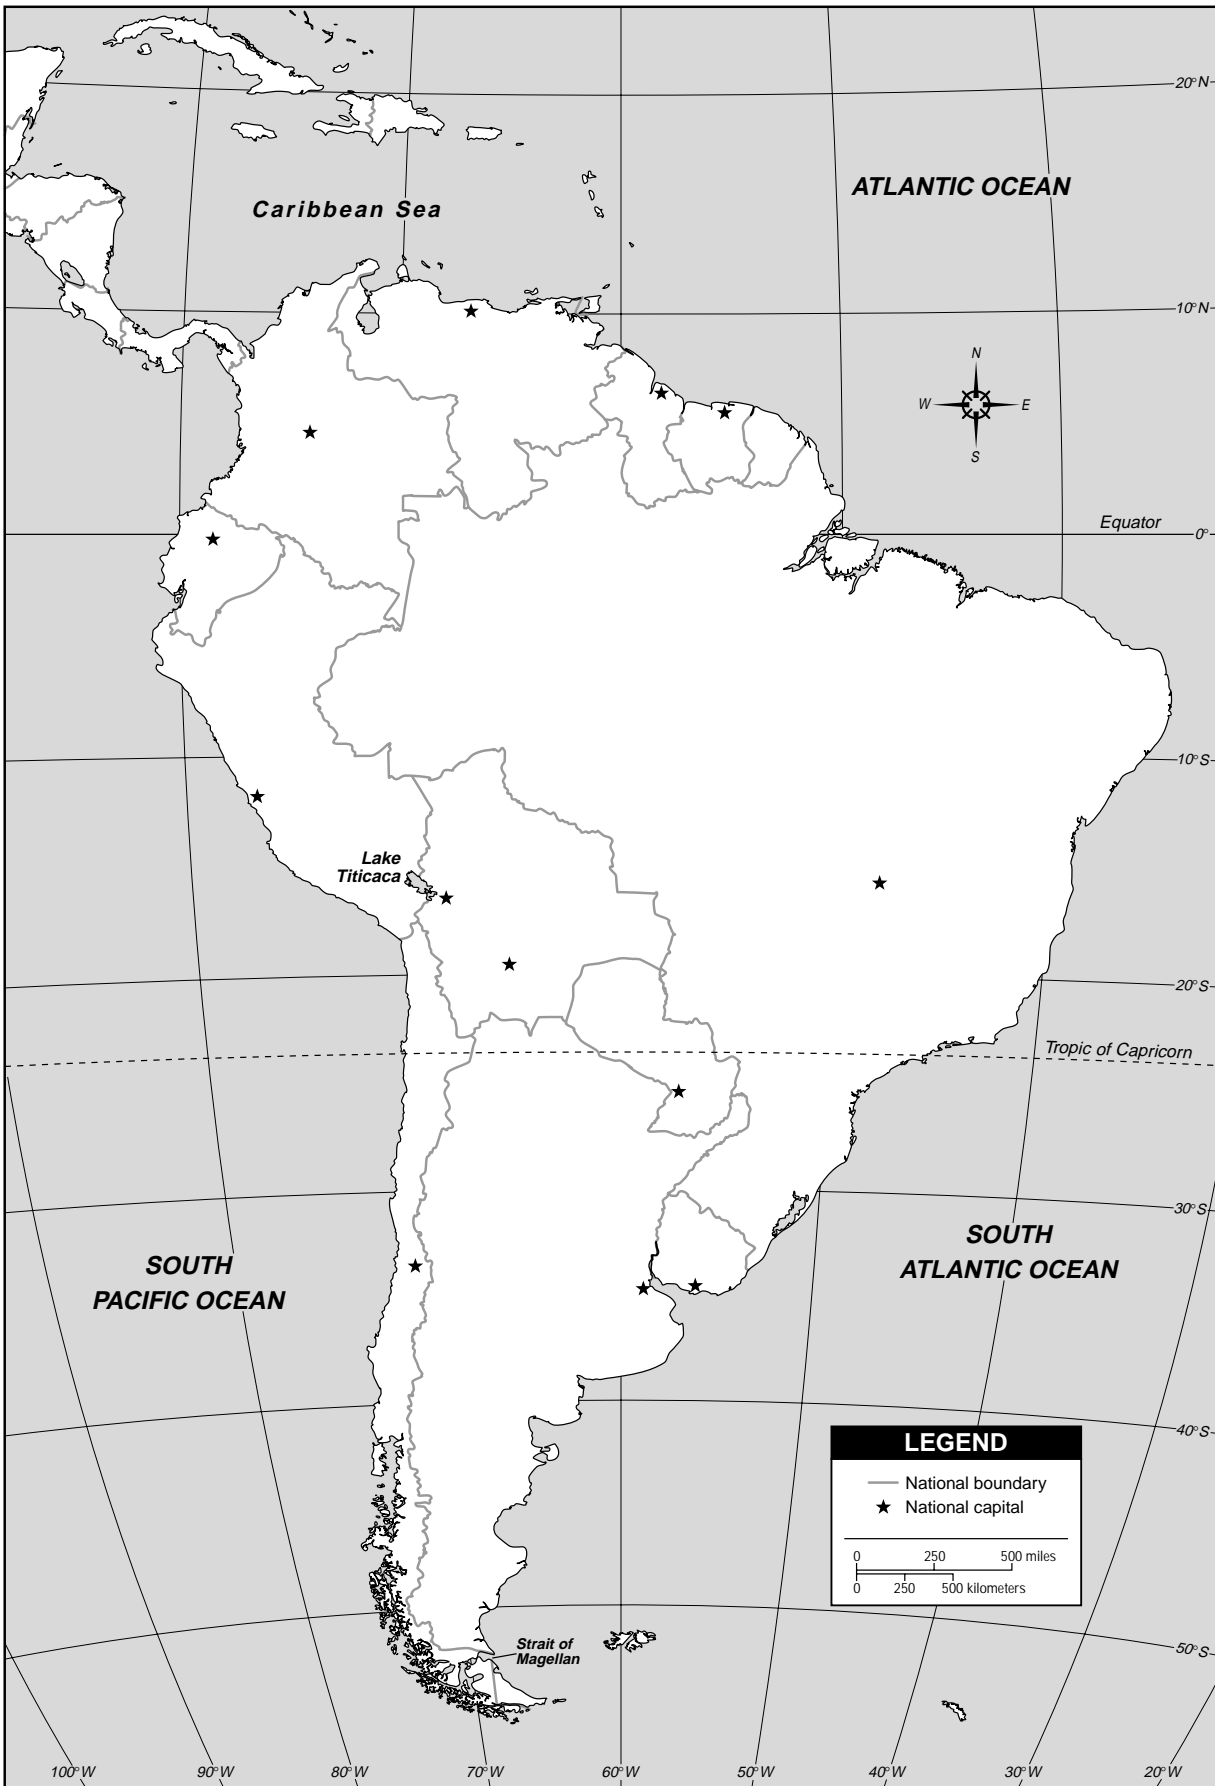 20°N
ATLANTIC OCEAN
Caribbean Sea
10°N
N
W
E
S
Equator
0°
10°S
Lake
Titicaca
20°S
Tropic of Capricorn
30°S
SOUTH
PACIFIC OCEAN
SOUTH
ATLANTIC OCEAN
40°S
LEGEND
National boundary
National capital
0 250 500 miles
0 250 500 kilometers
Strait of
Magellan
50°S
100°W 90°W 80°W 70°W 60°W 50°W 40°W 30°W 20°W